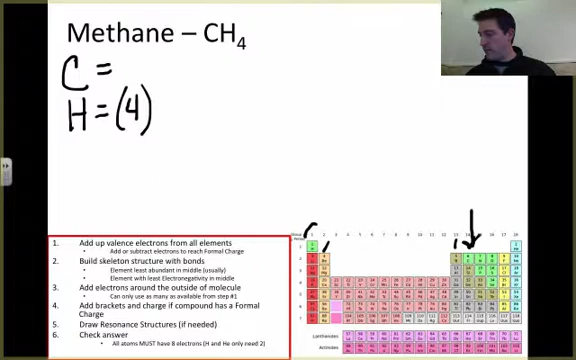 Methane – CH4
C =
H = (4)
1. Add up valence electrons from all elements
• Add or subtract electrons to reach Formal Charge
2. Build skeleton structure with bonds
• Element least abundant in middle (usually)
• Element with least Electronegativity in middle
3. Add electrons around the outside of molecule
• Can only use as many as available from step #1
4. Add brackets and charge if compound has a Formal
Charge
5. Draw Resonance Structures (if needed)
6. Check answer
• All atoms MUST have 8 electrons (H and He only need 2)
Group
Period
Lanthanides
Actinides